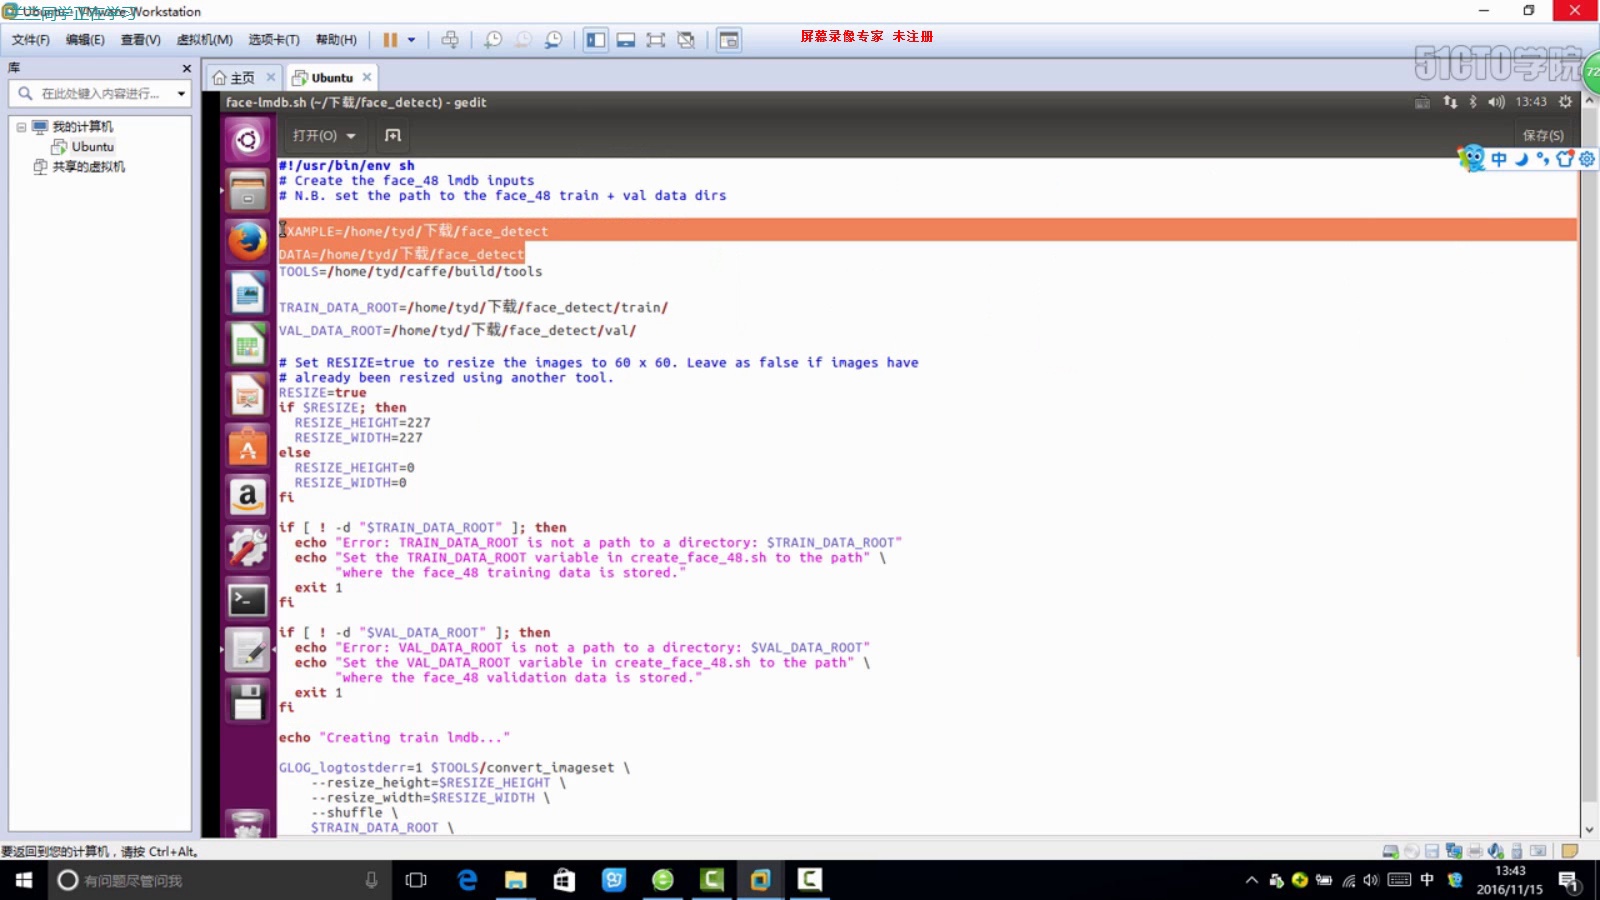 Ubuntu - VMware Workstation
兰兰同学正在学习
文件(F) 编辑(E) 查看(V) 虚拟机(M) 选项卡(T) 帮助(H)
屏幕录像专家 未注册
51CTO学院
72
库
在此处键入内容进行...
我的计算机
Ubuntu
共享的虚拟机
主页
Ubuntu
face-lmdb.sh (~/下载/face_detect) - gedit
13:43
打开(O)
保存(S)
中
#!/usr/bin/env sh
# Create the face_48 lmdb inputs
# N.B. set the path to the face_48 train + val data dirs
EXAMPLE=/home/tyd/下载/face_detect
DATA=/home/tyd/下载/face_detect
TOOLS=/home/tyd/caffe/build/tools
TRAIN_DATA_ROOT=/home/tyd/下载/face_detect/train/
VAL_DATA_ROOT=/home/tyd/下载/face_detect/val/
# Set RESIZE=true to resize the images to 60 x 60. Leave as false if images have
# already been resized using another tool.
RESIZE=true
if $RESIZE; then
  RESIZE_HEIGHT=227
  RESIZE_WIDTH=227
else
  RESIZE_HEIGHT=0
  RESIZE_WIDTH=0
fi
if [ ! -d "$TRAIN_DATA_ROOT" ]; then
  echo "Error: TRAIN_DATA_ROOT is not a path to a directory: $TRAIN_DATA_ROOT"
  echo "Set the TRAIN_DATA_ROOT variable in create_face_48.sh to the path" \
       "where the face_48 training data is stored."
  exit 1
fi
if [ ! -d "$VAL_DATA_ROOT" ]; then
  echo "Error: VAL_DATA_ROOT is not a path to a directory: $VAL_DATA_ROOT"
  echo "Set the VAL_DATA_ROOT variable in create_face_48.sh to the path" \
       "where the face_48 validation data is stored."
  exit 1
fi
echo "Creating train lmdb..."
GLOG_logtostderr=1 $TOOLS/convert_imageset \
    --resize_height=$RESIZE_HEIGHT \
    --resize_width=$RESIZE_WIDTH \
    --shuffle \
    $TRAIN_DATA_ROOT \
要返回到您的计算机，请按 Ctrl+Alt。
有问题尽管问我
中
13:43
2016/11/15
1